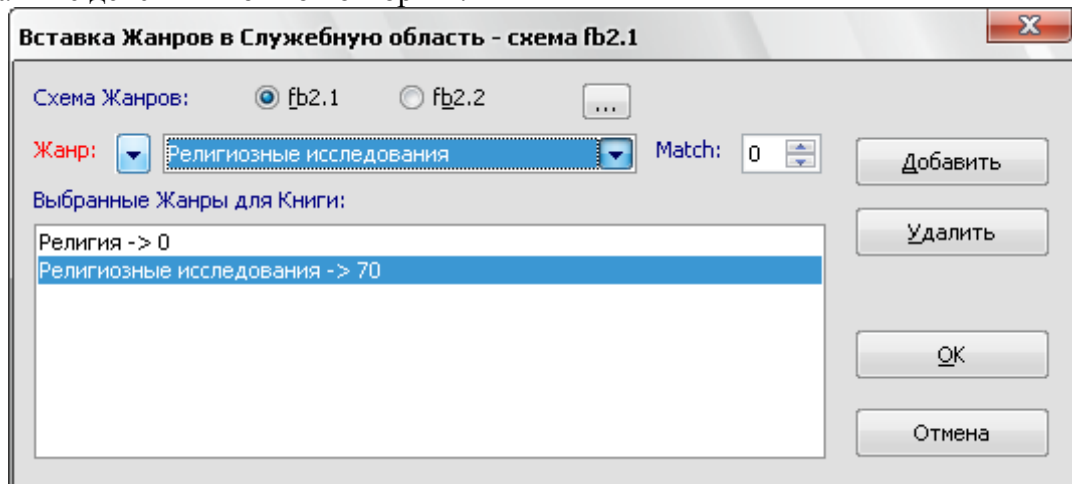 Вставка Жанров в Служебную область - схема fb2.1
Схема Жанров: fb2.1 fb2.2 ...
Жанр: Религиозные исследования Match: 0 Добавить
Выбранные Жанры для Книги:
Удалить
Религия -> 0
Религиозные исследования -> 70
OK
Отмена